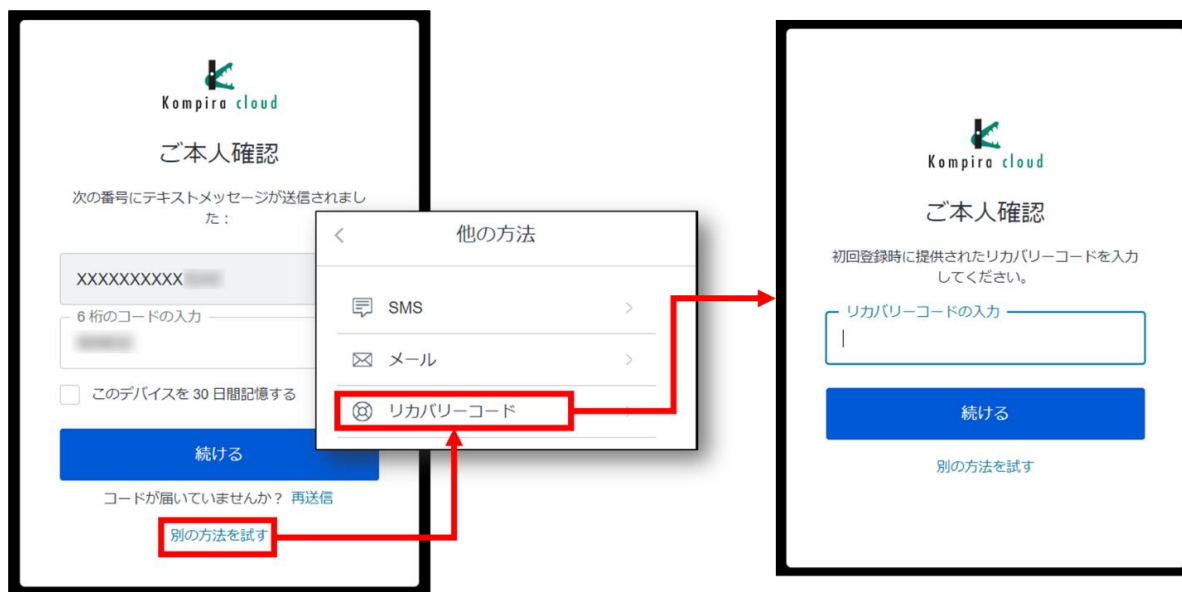 Kompira cloud
ご本人確認
次の番号にテキストメッセージが送信されまし
た：
XXXXXXXXXX
6 桁のコードの入力
このデバイスを 30 日間記憶する
続ける
コードが届いていませんか？ 再送信
別の方法を試す
他の方法
SMS
メール
リカバリーコード
Kompira cloud
ご本人確認
初回登録時に提供されたリカバリーコードを入力
してください。
リカバリーコードの入力
続ける
別の方法を試す